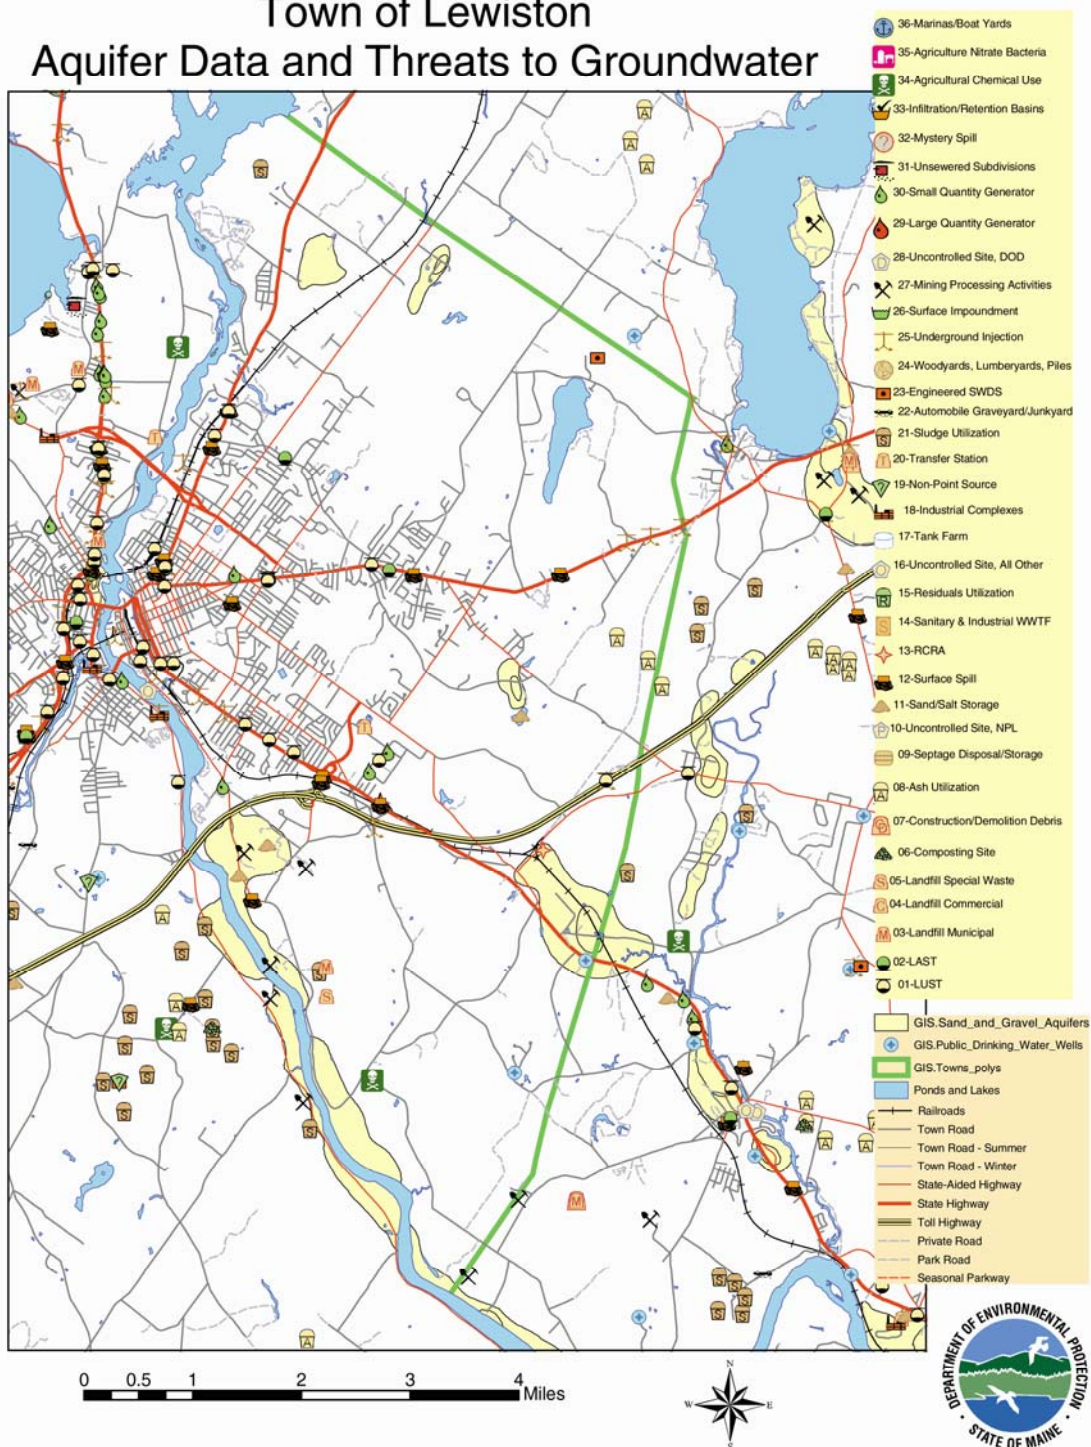 Town of Lewiston
Aquifer Data and Threats to Groundwater
36-Marinas/Boat Yards
35-Agriculture Nitrate Bacteria
34-Agricultural Chemical Use
33-Infiltration/Retention Basins
32-Mystery Spill
31-Unsewered Subdivisions
30-Small Quantity Generator
29-Large Quantity Generator
28-Uncontrolled Site, DOD
27-Mining Processing Activities
26-Surface Impoundment
25-Underground Injection
24-Woodyards, Lumberyards, Piles
23-Engineered SWDS
22-Automobile Graveyard/Junkyard
21-Sludge Utilization
20-Transfer Station
19-Non-Point Source
18-Industrial Complexes
17-Tank Farm
16-Uncontrolled Site, All Other
15-Residuals Utilization
14-Sanitary & Industrial WWTF
13-RCRA
12-Surface Spill
11-Sand/Salt Storage
10-Uncontrolled Site, NPL
09-Septage Disposal/Storage
08-Ash Utilization
07-Construction/Demolition Debris
06-Composting Site
05-Landfill Special Waste
04-Landfill Commercial
03-Landfill Municipal
02-LAST
01-LUST
GIS.Sand_and_Gravel_Aquifers
GIS.Public_Drinking_Water_Wells
GIS.Towns_polys
Ponds and Lakes
Railroads
Town Road
Town Road - Summer
Town Road - Winter
State-Aided Highway
State Highway
Toll Highway
Private Road
Park Road
Seasonal Parkway
0 0.5 1 2 3 4
Miles
N
W E
S
DEPARTMENT OF ENVIRONMENTAL PROTECTION
STATE OF MAINE